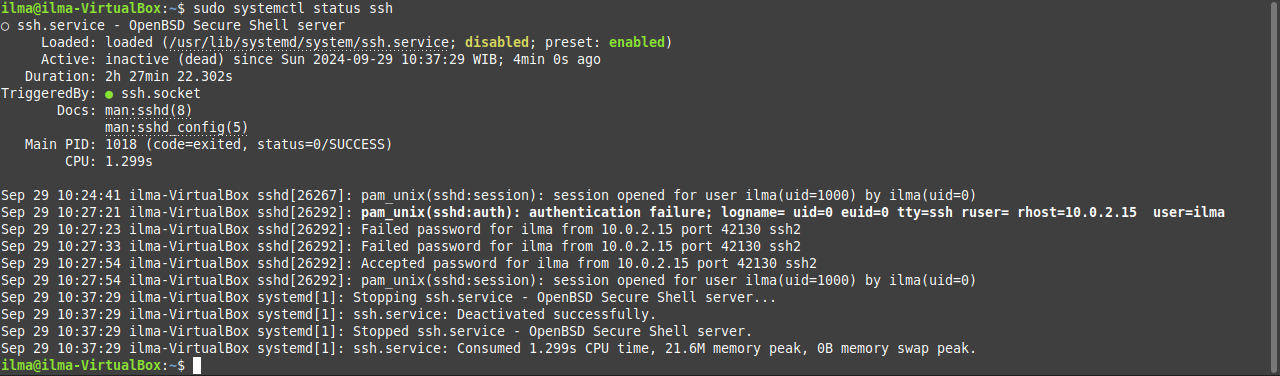 ilma@ilma-VirtualBox:~$ sudo systemctl status ssh
○ ssh.service - OpenBSD Secure Shell server
     Loaded: loaded (/usr/lib/systemd/system/ssh.service; disabled; preset: enabled)
     Active: inactive (dead) since Sun 2024-09-29 10:37:29 WIB; 4min 0s ago
   Duration: 2h 27min 22.302s
TriggeredBy: ● ssh.socket
       Docs: man:sshd(8)
             man:sshd_config(5)
   Main PID: 1018 (code=exited, status=0/SUCCESS)
        CPU: 1.299s

Sep 29 10:24:41 ilma-VirtualBox sshd[26267]: pam_unix(sshd:session): session opened for user ilma(uid=1000) by ilma(uid=0)
Sep 29 10:27:21 ilma-VirtualBox sshd[26292]: pam_unix(sshd:auth): authentication failure; logname= uid=0 euid=0 tty=ssh ruser= rhost=10.0.2.15  user=ilma
Sep 29 10:27:23 ilma-VirtualBox sshd[26292]: Failed password for ilma from 10.0.2.15 port 42130 ssh2
Sep 29 10:27:33 ilma-VirtualBox sshd[26292]: Failed password for ilma from 10.0.2.15 port 42130 ssh2
Sep 29 10:27:54 ilma-VirtualBox sshd[26292]: Accepted password for ilma from 10.0.2.15 port 42130 ssh2
Sep 29 10:27:54 ilma-VirtualBox sshd[26292]: pam_unix(sshd:session): session opened for user ilma(uid=1000) by ilma(uid=0)
Sep 29 10:37:29 ilma-VirtualBox systemd[1]: Stopping ssh.service - OpenBSD Secure Shell server...
Sep 29 10:37:29 ilma-VirtualBox systemd[1]: ssh.service: Deactivated successfully.
Sep 29 10:37:29 ilma-VirtualBox systemd[1]: Stopped ssh.service - OpenBSD Secure Shell server.
Sep 29 10:37:29 ilma-VirtualBox systemd[1]: ssh.service: Consumed 1.299s CPU time, 21.6M memory peak, 0B memory swap peak.
ilma@ilma-VirtualBox:~$